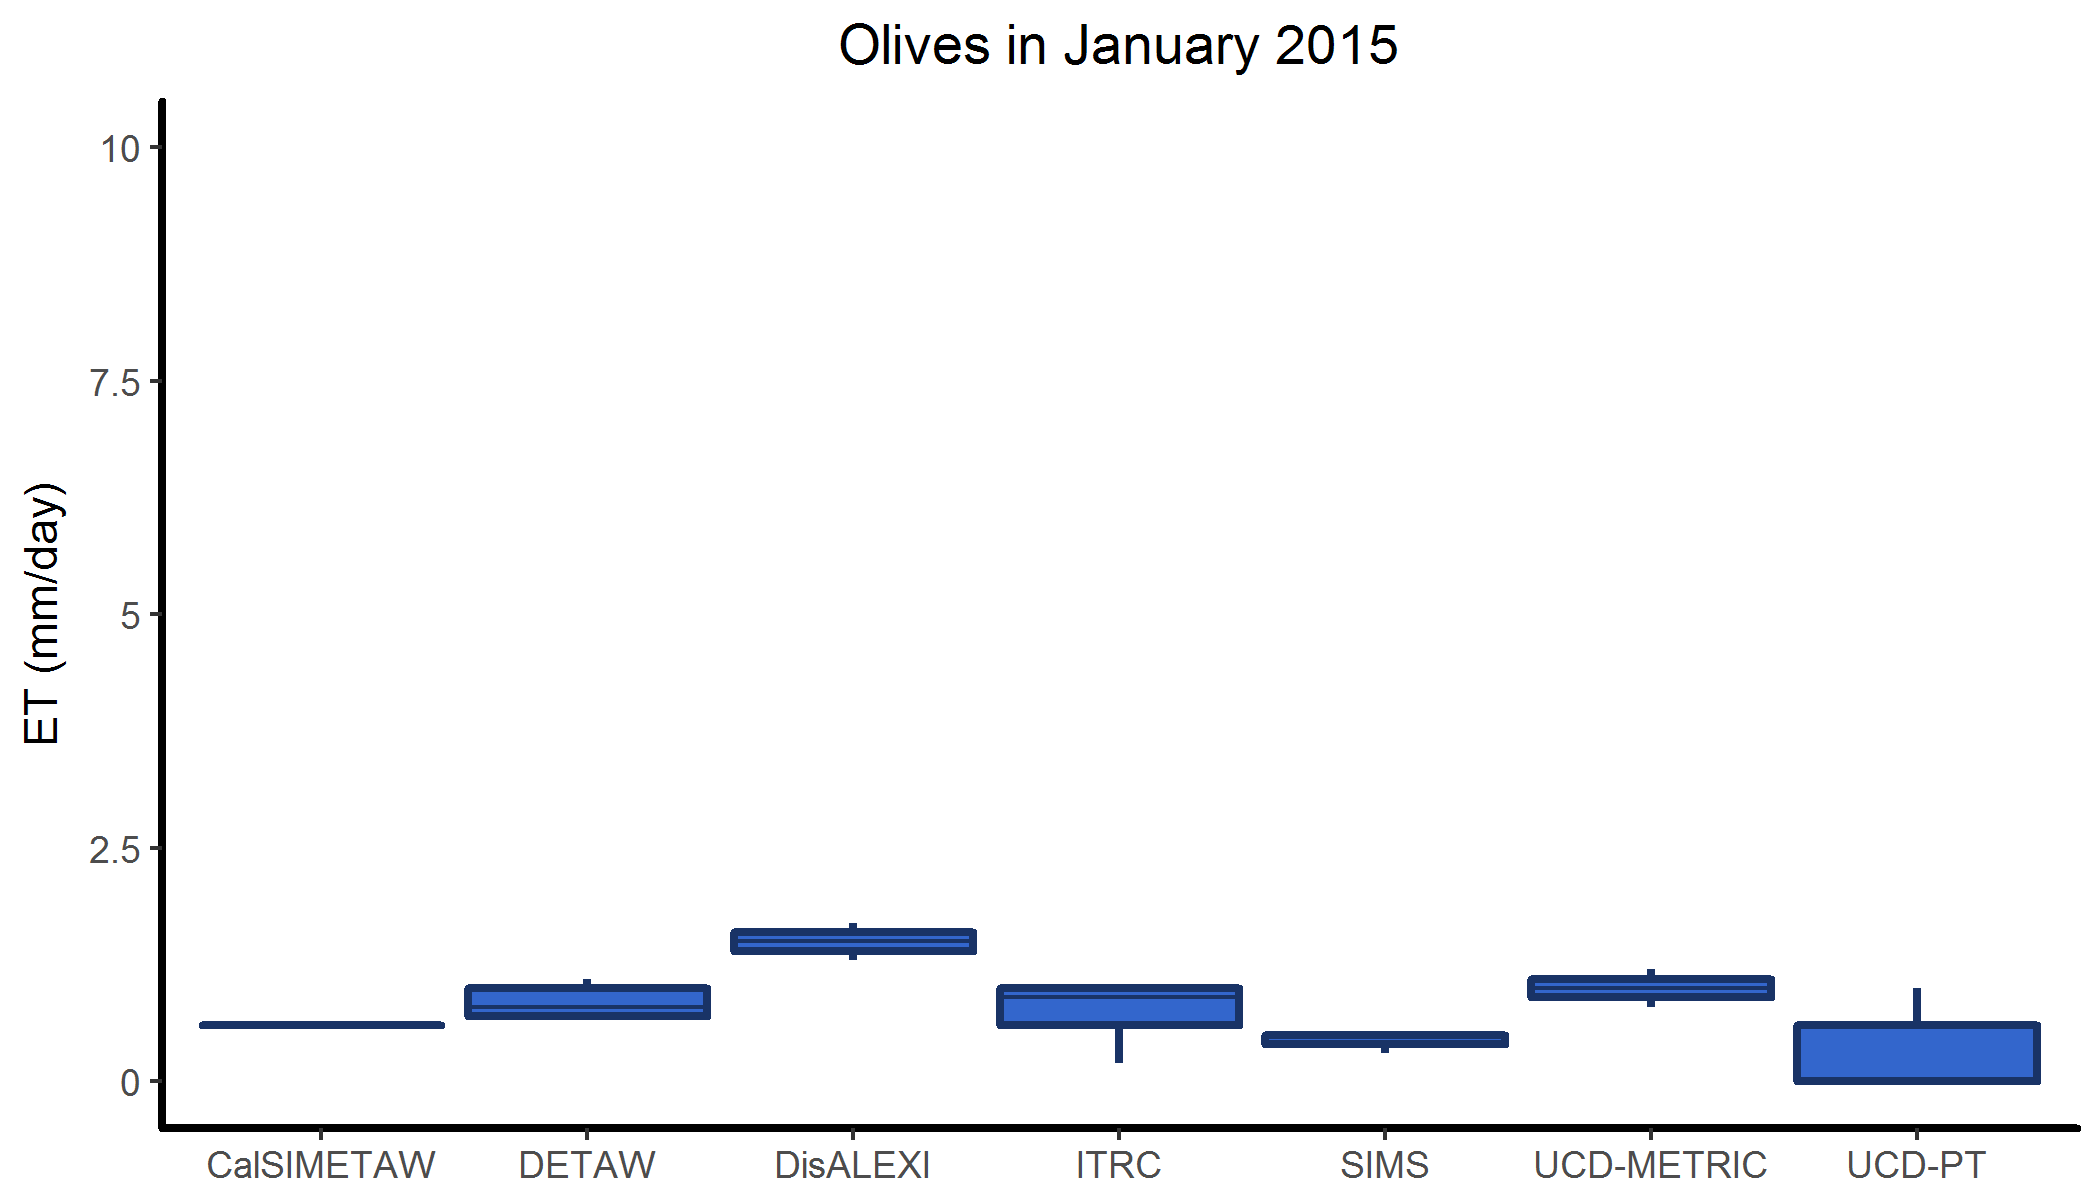 Olives in January 2015
10
7.5
5
2.5
0
ET (mm/day)
CalSIMETAW DETAW DisALEXI ITRC SIMS UCD-METRIC UCD-PT